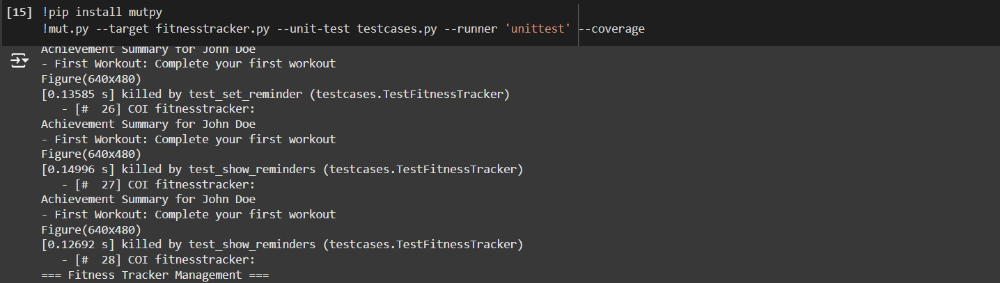 [15] !pip install mutpy
!mut.py --target fitnesstracker.py --unit-test testcases.py --runner 'unittest' --coverage
Achievement Summary for John Doe
- First Workout: Complete your first workout
Figure(640x480)
[0.13585 s] killed by test_set_reminder (testcases.TestFitnessTracker)
   - [#  26] COI fitnesstracker:
Achievement Summary for John Doe
- First Workout: Complete your first workout
Figure(640x480)
[0.14996 s] killed by test_show_reminders (testcases.TestFitnessTracker)
   - [#  27] COI fitnesstracker:
Achievement Summary for John Doe
- First Workout: Complete your first workout
Figure(640x480)
[0.12692 s] killed by test_show_reminders (testcases.TestFitnessTracker)
   - [#  28] COI fitnesstracker:
=== Fitness Tracker Management ===